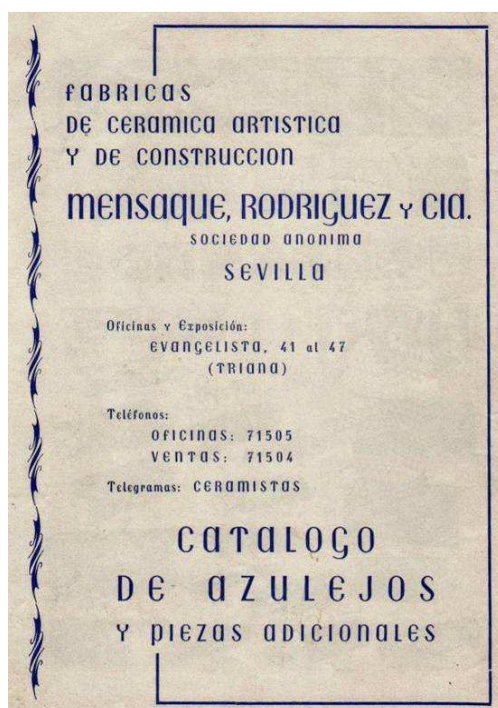 FABRICAS
DE CERAMICA ARTISTICA
Y DE CONSTRUCCION
MENSAQUE, RODRIGUEZ Y CIA.
SOCIEDAD ANONIMA
SEVILLA
Oficinas y Exposición:
EVANGELISTA, 41 al 47
(TRIANA)
Teléfonos:
OFICINAS: 71505
VENTAS: 71504
Telegramas: CERAMISTAS
CATALOGO
DE AZULEJOS
Y PIEZAS ADICIONALES